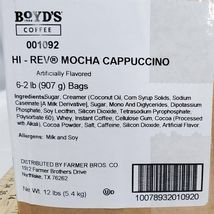 BOYD'S
COFFEE
001092
HI - REV® MOCHA CAPPUCCINO
Artificially Flavored
6-2 lb (907 g) Bags
Ingredients: Sugar, Creamer (Coconut Oil, Corn Syrup Solids, Sodium
Caseinate [A Milk Derivative], Sugar, Mono And Diglycerides, Dipotassium
Phosphate, Soy Lecithin, Silicon Dioxide, Tetrasodium Pyrophosphate,
Polysorbate 60), Whey, Instant Coffee, Cellulose Gum, Cocoa (Processed with
Alkali), Cocoa Powder, Salt, Caffeine, Silicon Dioxide, Artificial Flavor.
Allergens: Milk and Soy
DISTRIBUTED BY FARMER BROS. CO.
1912 Farmer Brothers Drive
Northlake, TX 76262
Net Wt. 12 lbs (5.4 kg)
10078932010920